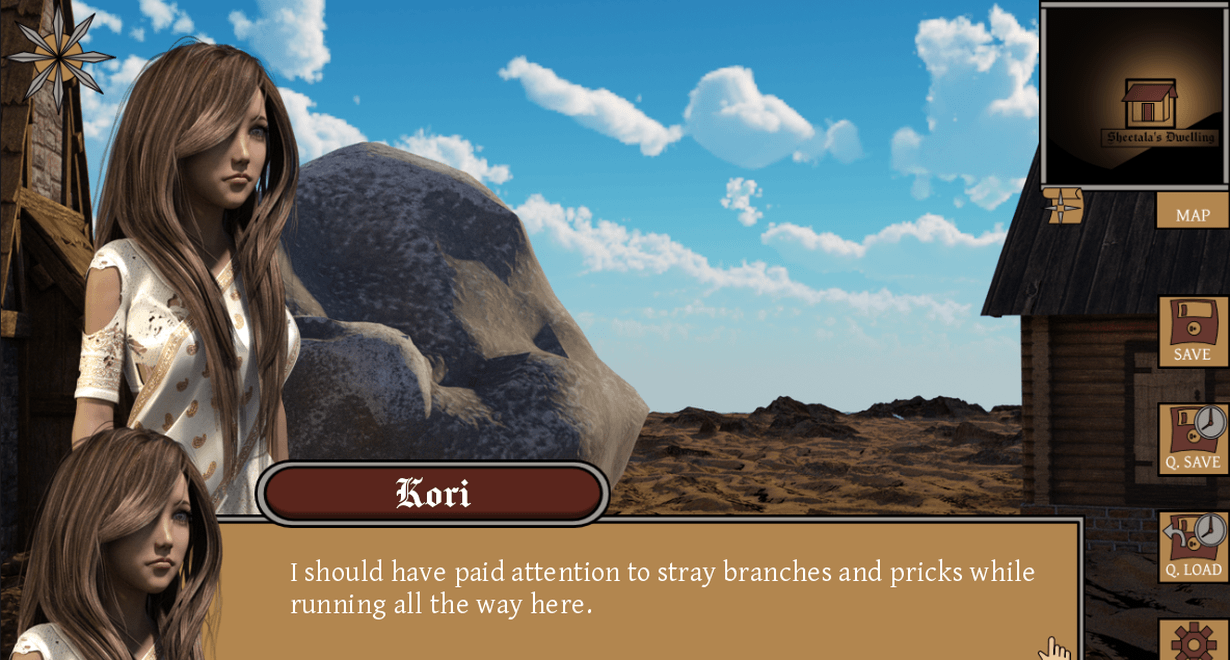 Sheetala's Dwelling
MAP
SAVE
Q. SAVE
Q. LOAD
Kori
I should have paid attention to stray branches and pricks while
running all the way here.